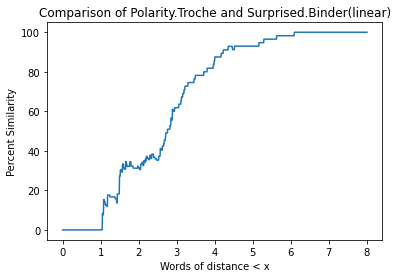 Comparison of Polarity.Troche and Surprised.Binder(linear)
100
80
60
40
20
0
Percent Similarity
0 1 2 3 4 5 6 7 8
Words of distance < x